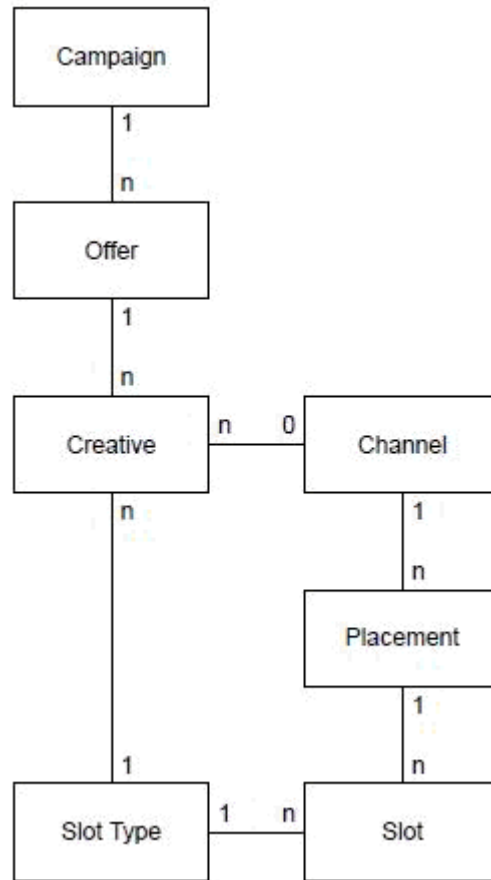 Campaign
1
n
Offer
1
n
Creative
n 0
Channel
n
1
n
Placement
1
n
1
Slot Type
1 n
Slot